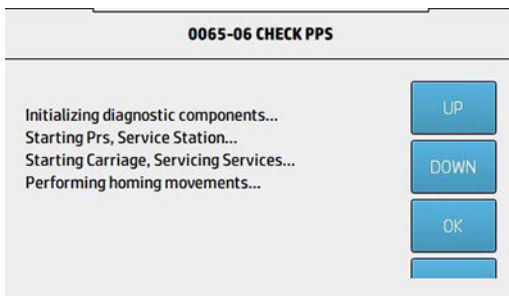 0065-06 CHECK PPS
Initializing diagnostic components...
Starting Prs, Service Station...
Starting Carriage, Servicing Services...
Performing homing movements...
UP
DOWN
OK